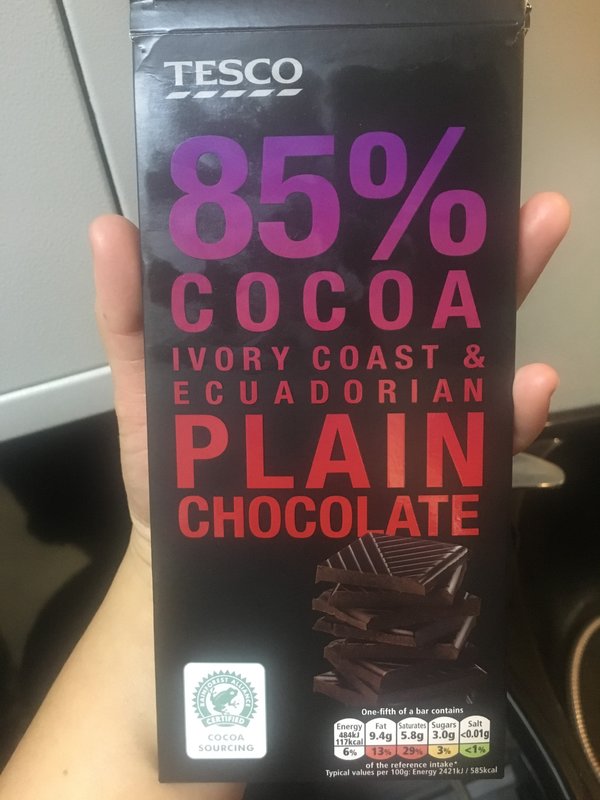 TESCO
85%
COCOA
IVORY COAST &
ECUADORIAN
PLAIN
CHOCOLATE
RAINFOREST ALLIANCE
CERTIFIED
COCOA
SOURCING
One-fifth of a bar contains
Energy Fat Saturates Sugars Salt
484kJ 9.4g 5.8g 3.0g <0.01g
117kcal
6% 13% 29% 3% <1%
of the reference intake*
Typical values per 100g: Energy 2421kJ / 585kcal